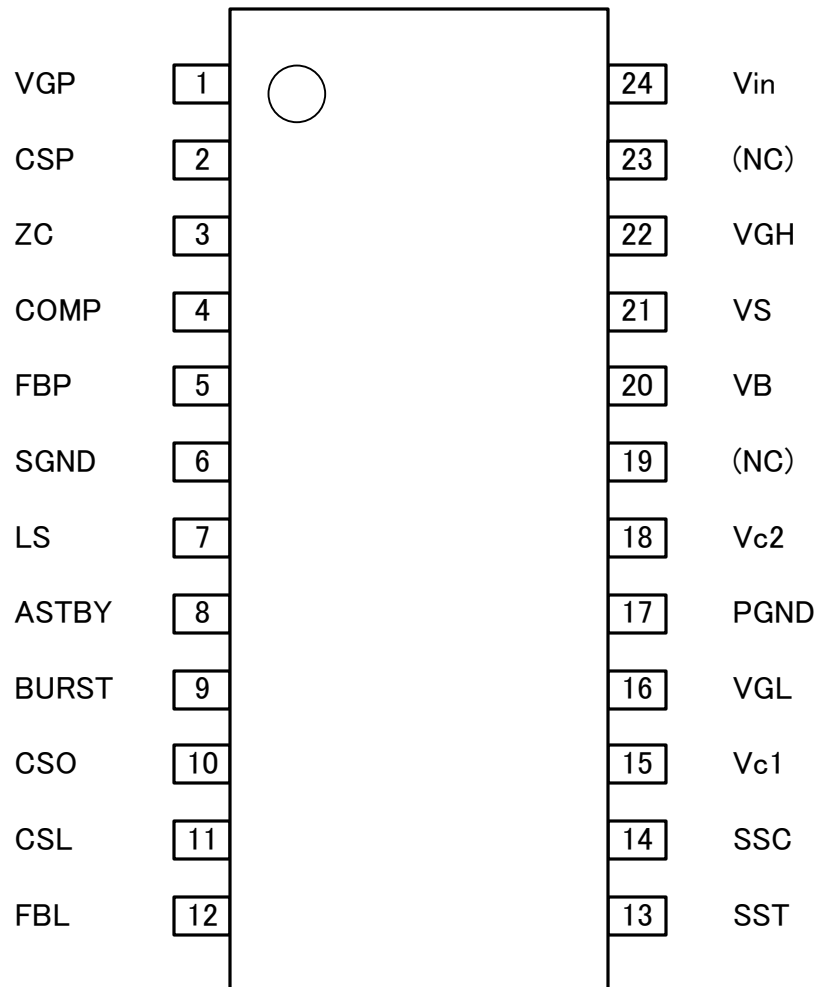 VGP 1 24 Vin
CSP 2 23 (NC)
ZC 3 22 VGH
COMP 4 21 VS
FBP 5 20 VB
SGND 6 19 (NC)
LS 7 18 Vc2
ASTBY 8 17 PGND
BURST 9 16 VGL
CSO 10 15 Vc1
CSL 11 14 SSC
FBL 12 13 SST